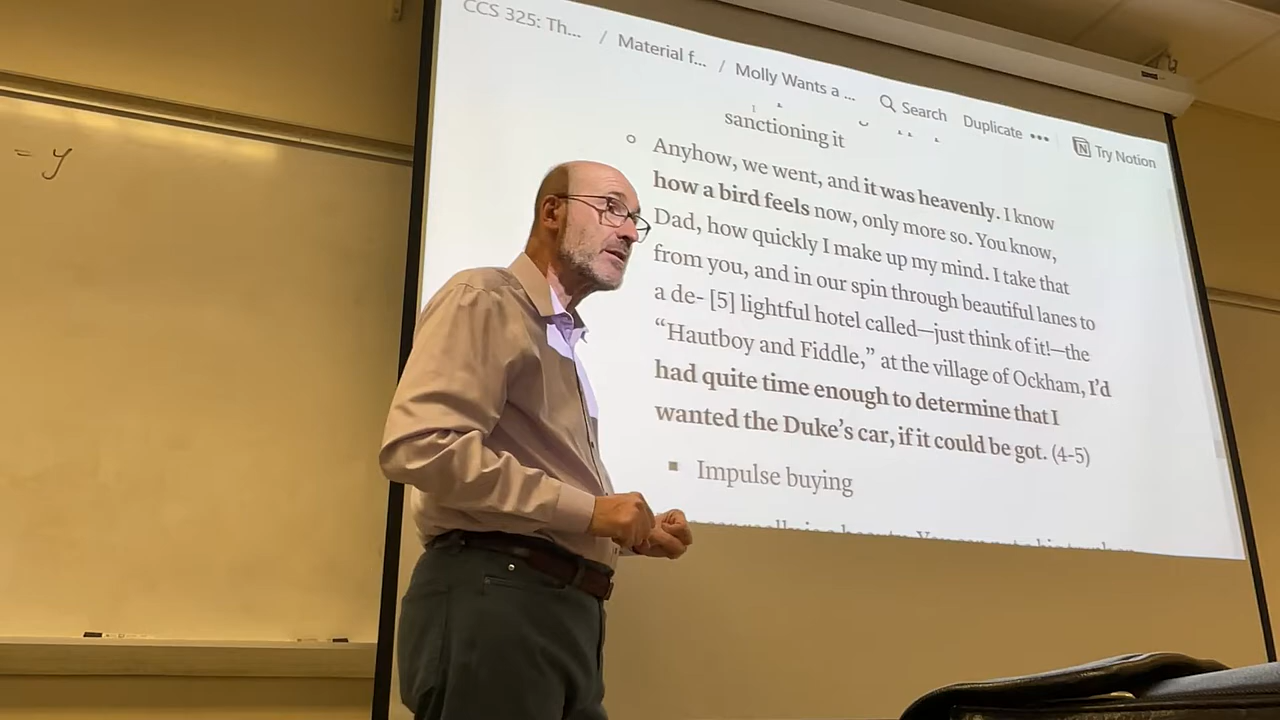 = y
CCS 325: Th... / Material f... / Molly Wants a ... Search Duplicate ••• Try Notion
sanctioning it
Anyhow, we went, and it was heavenly. I know
how a bird feels now, only more so. You know,
Dad, how quickly I make up my mind. I take that
from you, and in our spin through beautiful lanes to
a de- [5] lightful hotel called—just think of it!—the
“Hautboy and Fiddle,” at the village of Ockham, I’d
had quite time enough to determine that I
wanted the Duke’s car, if it could be got. (4-5)
Impulse buying